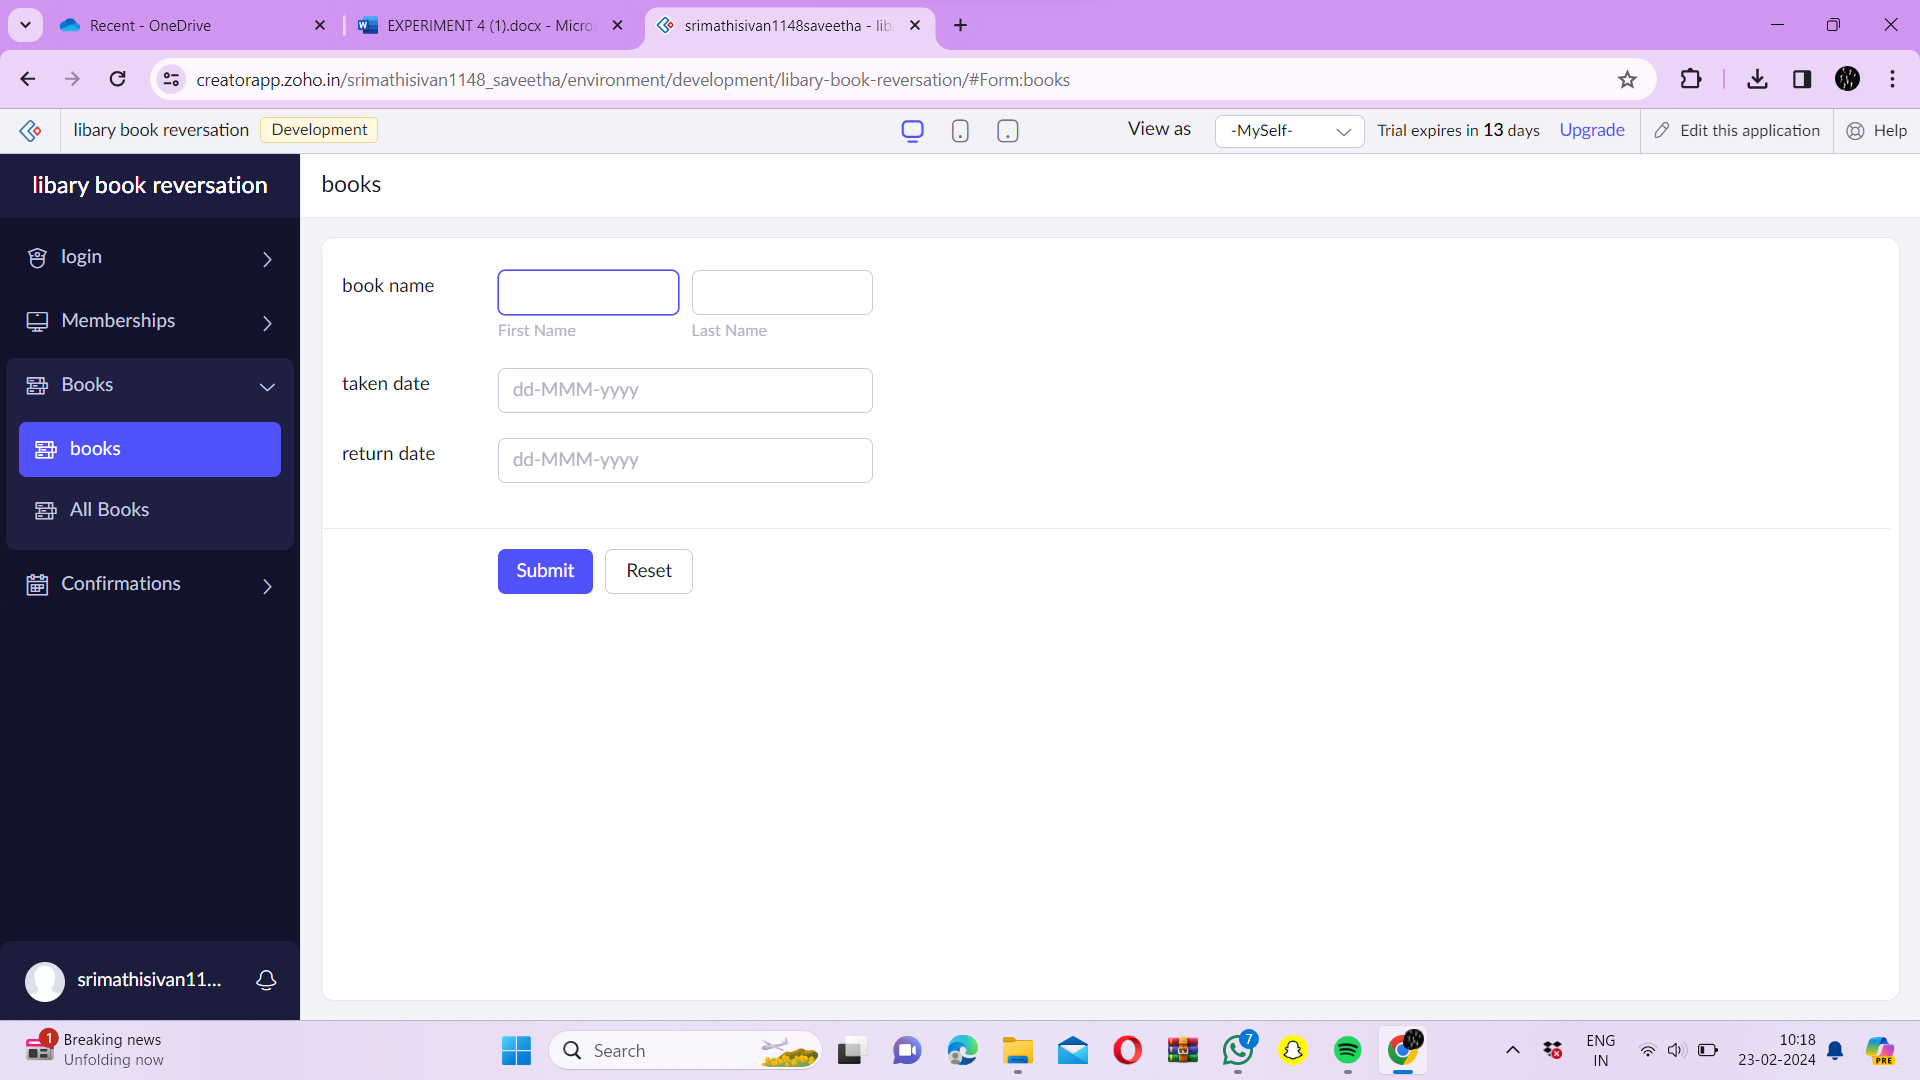 Recent - OneDrive
EXPERIMENT 4 (1).docx - Micro
srimathisivan1148saveetha - lib
creatorapp.zoho.in/srimathisivan1148_saveetha/environment/development/libary-book-reversation/#Form:books
libary book reversation
Development
View as
-MySelf-
Trial expires in 13 days
Upgrade
Edit this application
Help
libary book reversation
books
login
Memberships
Books
books
All Books
Confirmations
book name
First Name
Last Name
taken date
dd-MMM-yyyy
return date
dd-MMM-yyyy
Submit
Reset
srimathisivan11...
1
Breaking news
Unfolding now
Search
7
ENG
IN
10:18
23-02-2024
PRE